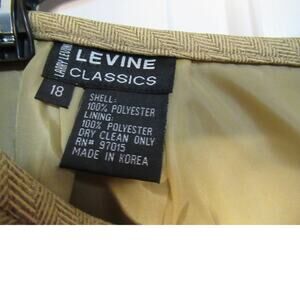 LARRY LEVINE
LEVINE
CLASSICS
18
SHELL:
100% POLYESTER
LINING:
100% POLYESTER
DRY CLEAN ONLY
RN# 97015
MADE IN KOREA